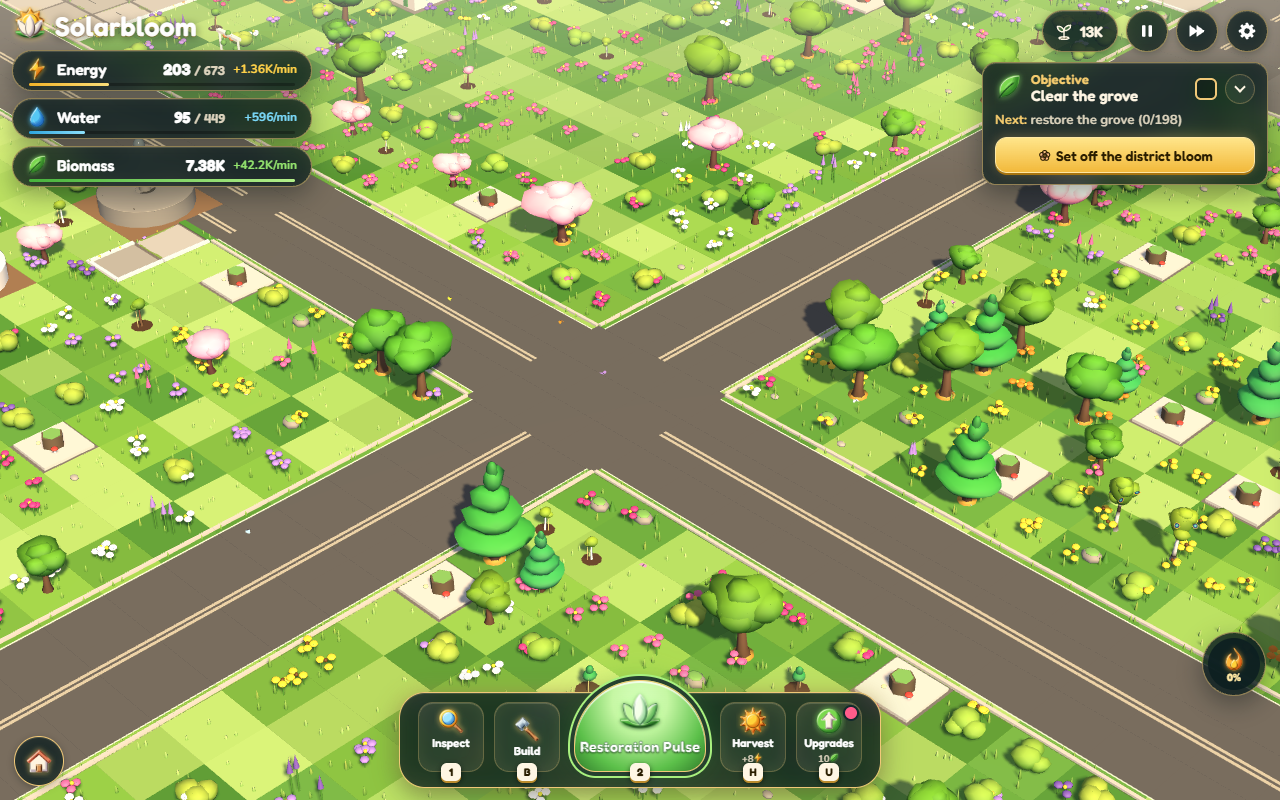 Solarbloom
Energy 203 / 673 +1.36K/min
Water 95 / 449 +596/min
Biomass 7.38K +42.2K/min
13K
Objective
Clear the grove
Next: restore the grove (0/198)
Set off the district bloom
0%
Inspect
1
Build
B
Restoration Pulse
2
Harvest
+8
H
Upgrades
10
U